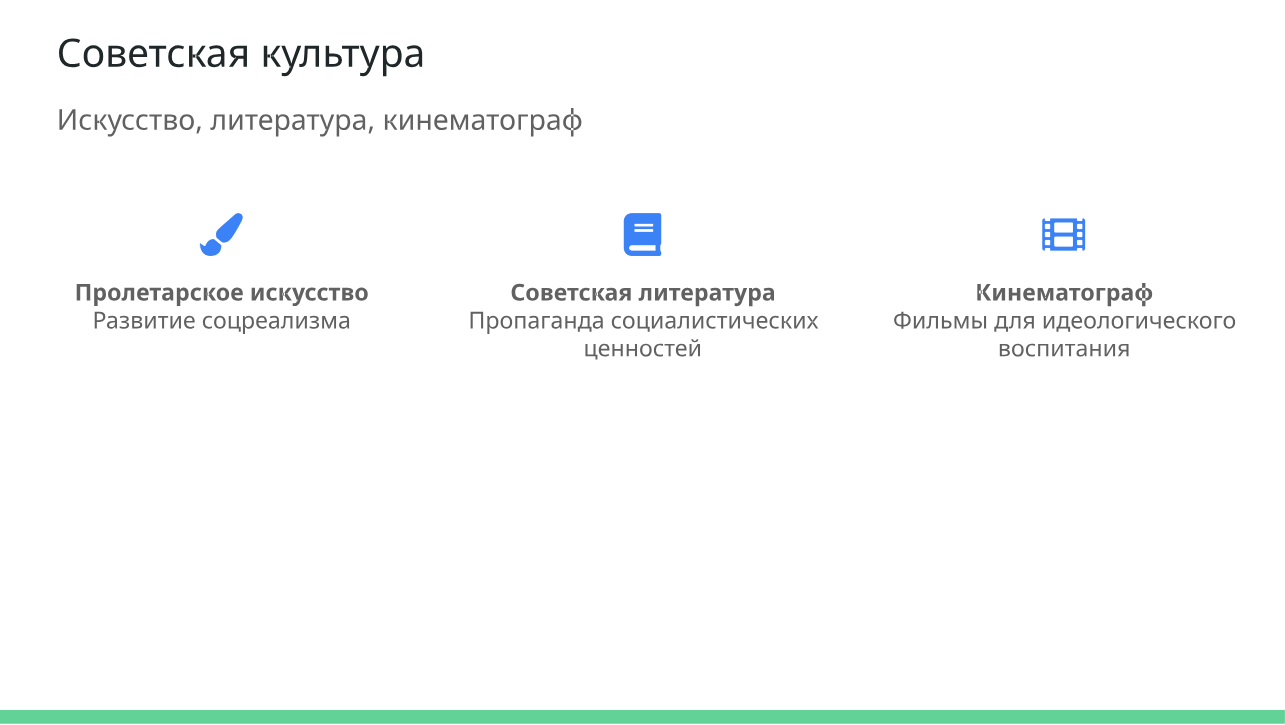 Советская культура
Искусство, литература, кинематограф
Пролетарское искусство
Развитие соцреализма
Советская литература
Пропаганда социалистических
ценностей
Кинематограф
Фильмы для идеологического
воспитания